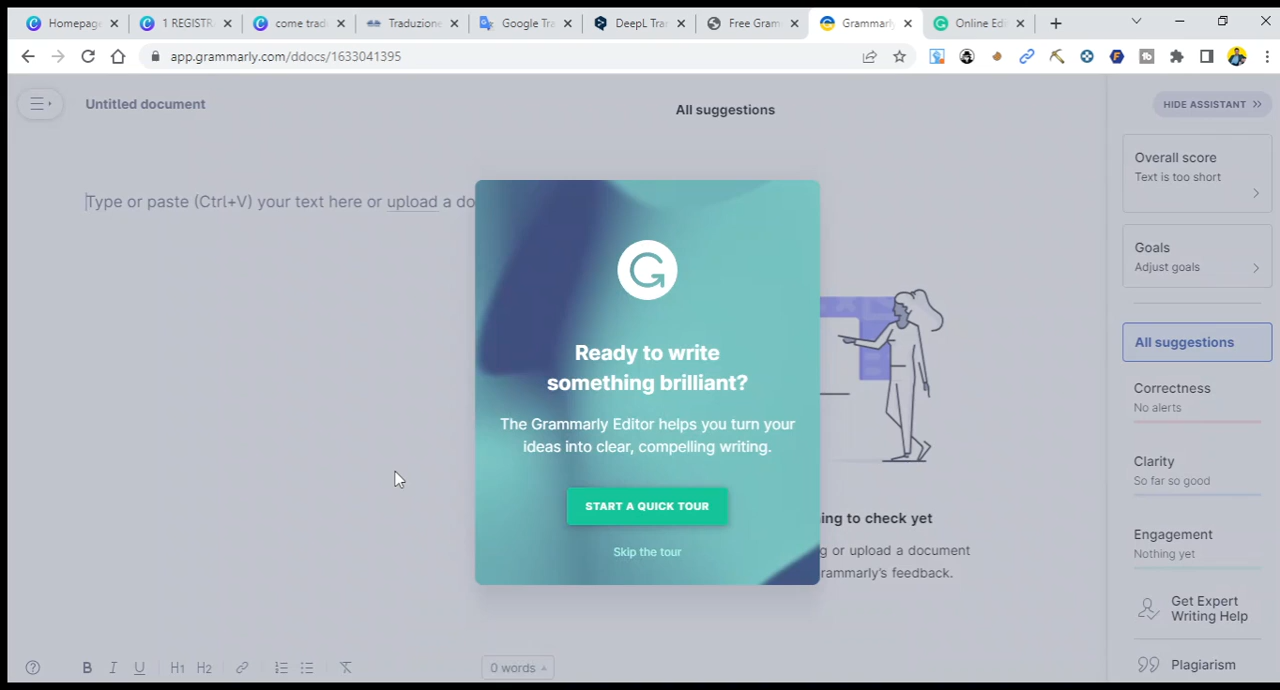 Homepage
1 REGISTR
come trad
Traduzione
Google Tra
DeepL Tran
Free Gram
Grammarly
Online Edi
app.grammarly.com/ddocs/1633041395
Untitled document
All suggestions
HIDE ASSISTANT
Type or paste (Ctrl+V) your text here or upload a do
Ready to write
something brilliant?
The Grammarly Editor helps you turn your
ideas into clear, compelling writing.
START A QUICK TOUR
Skip the tour
ing to check yet
g or upload a document
rammarly's feedback.
Overall score
Text is too short
Goals
Adjust goals
All suggestions
Correctness
No alerts
Clarity
So far so good
Engagement
Nothing yet
Get Expert
Writing Help
Plagiarism
B I U H1 H2
0 words